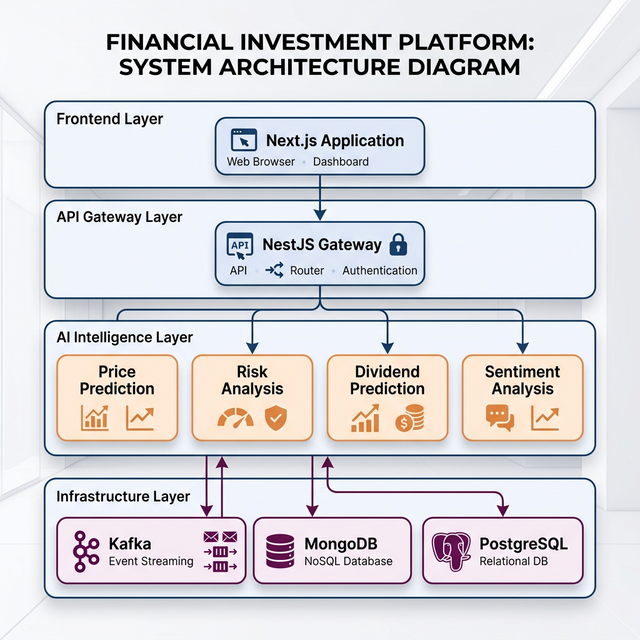 FINANCIAL INVESTMENT PLATFORM:
SYSTEM ARCHITECTURE DIAGRAM
Frontend Layer
Next.js Application
Web Browser • Dashboard
API Gateway Layer
API
NestJS Gateway
API • Router • Authentication
AI Intelligence Layer
Price
Prediction
Risk
Analysis
Dividend
Prediction
Sentiment
Analysis
Infrastructure Layer
Kafka
Event Streaming
MongoDB
NoSQL Database
PostgreSQL
Relational DB